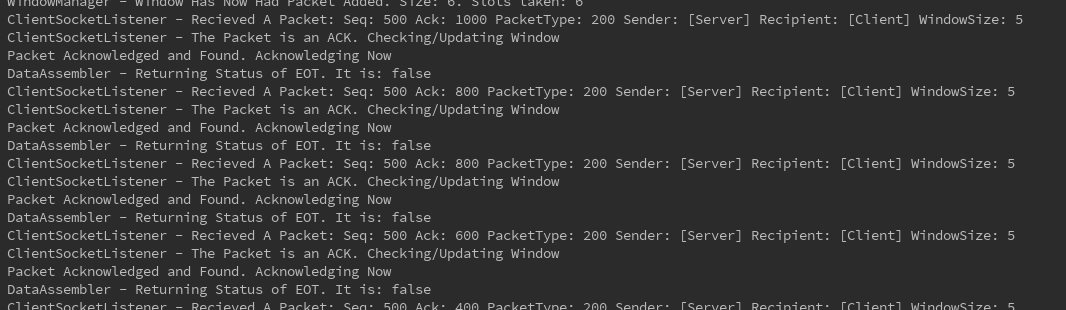 WindowManager - Window Has Now Had Packet Added. Size: 6. Slots taken: 6
ClientSocketListener - Recieved A Packet: Seq: 500 Ack: 1000 PacketType: 200 Sender: [Server] Recipient: [Client] WindowSize: 5
ClientSocketListener - The Packet is an ACK. Checking/Updating Window
Packet Acknowledged and Found. Acknowledging Now
DataAssembler - Returning Status of EOT. It is: false
ClientSocketListener - Recieved A Packet: Seq: 500 Ack: 800 PacketType: 200 Sender: [Server] Recipient: [Client] WindowSize: 5
ClientSocketListener - The Packet is an ACK. Checking/Updating Window
Packet Acknowledged and Found. Acknowledging Now
DataAssembler - Returning Status of EOT. It is: false
ClientSocketListener - Recieved A Packet: Seq: 500 Ack: 800 PacketType: 200 Sender: [Server] Recipient: [Client] WindowSize: 5
ClientSocketListener - The Packet is an ACK. Checking/Updating Window
Packet Acknowledged and Found. Acknowledging Now
DataAssembler - Returning Status of EOT. It is: false
ClientSocketListener - Recieved A Packet: Seq: 500 Ack: 600 PacketType: 200 Sender: [Server] Recipient: [Client] WindowSize: 5
ClientSocketListener - The Packet is an ACK. Checking/Updating Window
Packet Acknowledged and Found. Acknowledging Now
DataAssembler - Returning Status of EOT. It is: false
ClientSocketListener - Recieved A Packet: Seq: 500 Ack: 400 PacketType: 200 Sender: [Server] Recipient: [Client] WindowSize: 5